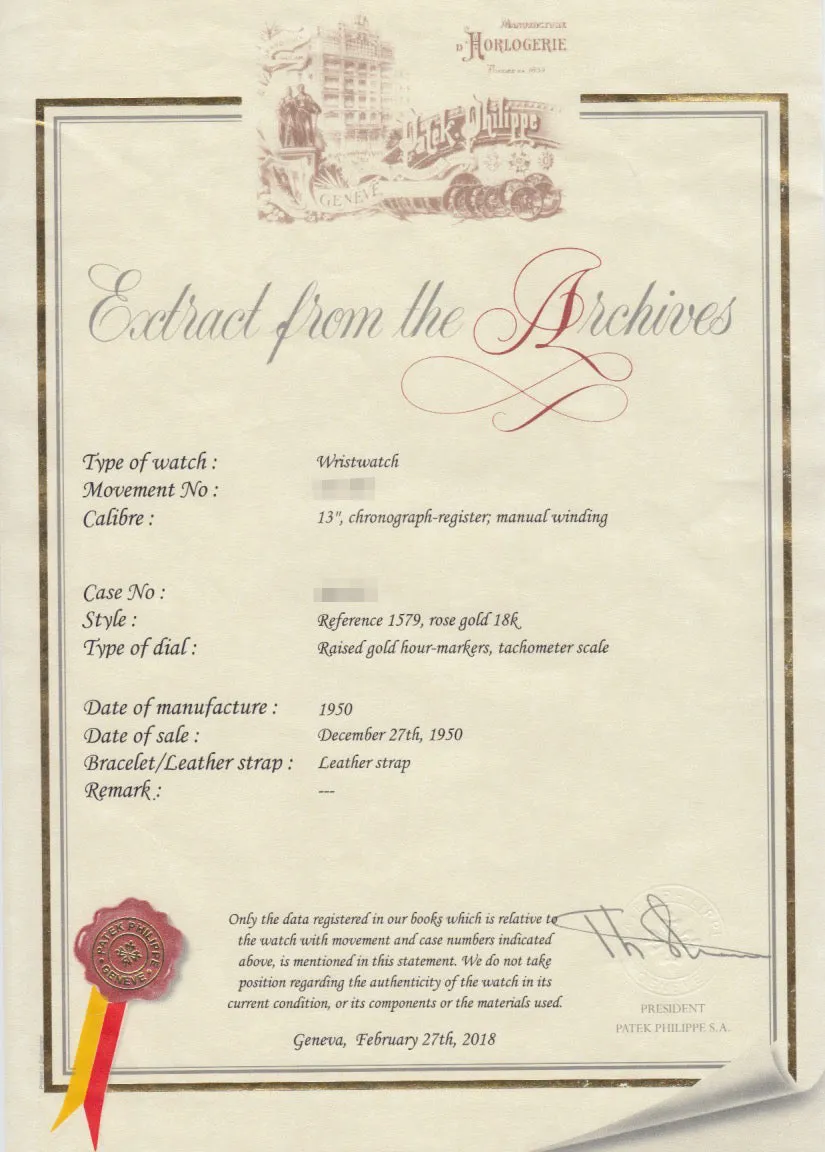 MANUFACTURE
D'HORLOGERIE
FONDÉE EN 1839
Patek. Philippe
GENÈVE
Extract from the Archives
Type of watch : Wristwatch
Movement No :
Calibre : 13", chronograph-register; manual winding
Case No :
Style : Reference 1579, rose gold 18k
Type of dial : Raised gold hour-markers, tachometer scale
Date of manufacture : 1950
Date of sale : December 27th, 1950
Bracelet/Leather strap : Leather strap
Remark : ---
Only the data registered in our books which is relative to
the watch with movement and case numbers indicated
above, is mentioned in this statement. We do not take
position regarding the authenticity of the watch in its
current condition, or its components or the materials used.
Geneva, February 27th, 2018
PATEK PHILIPPE
GENEVE
PRESIDENT
PATEK PHILIPPE S.A.